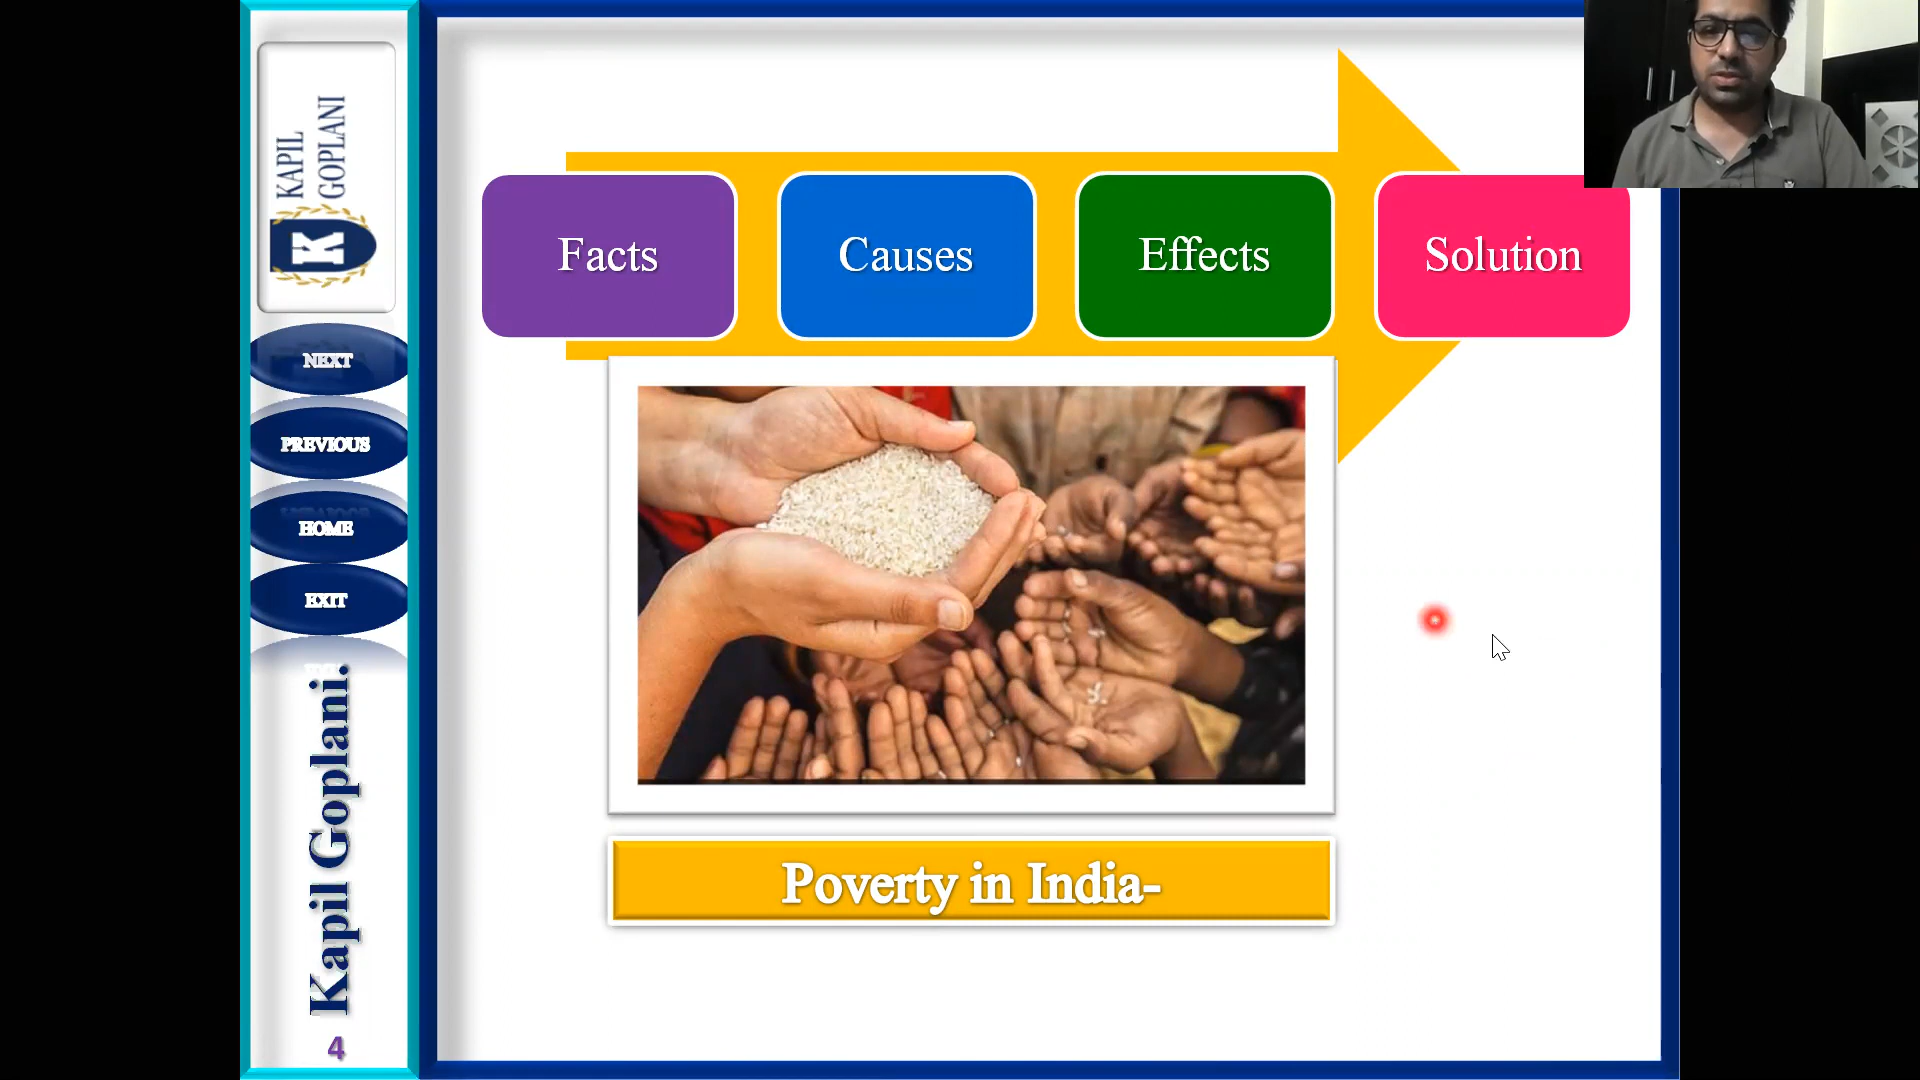 KAPIL
GOPLANI
K
NEXT
PREVIOUS
HOME
EXIT
Kapil Goplani.
4
Facts
Causes
Effects
Solution
Poverty in India-